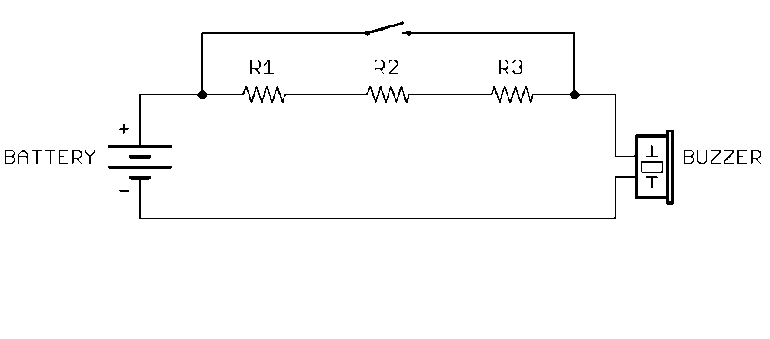 R1 R2 R3
+
BATTERY
BUZZER
-